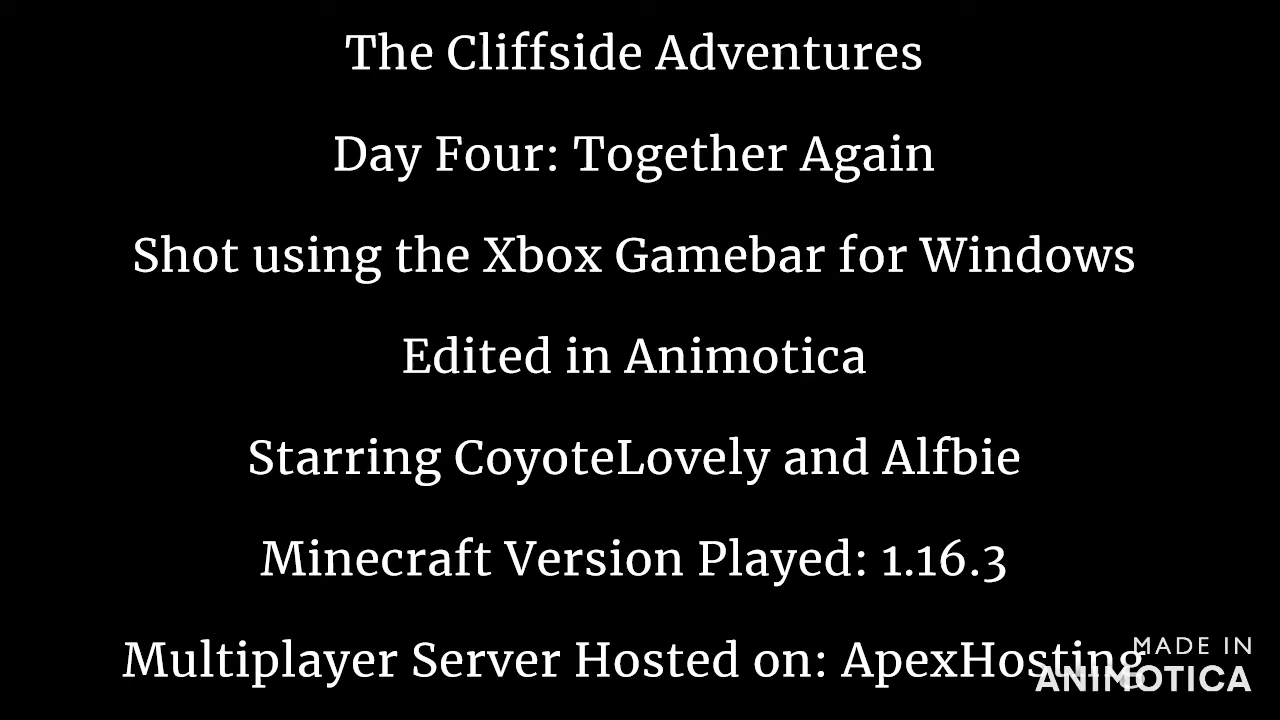 The Cliffside Adventures
Day Four: Together Again
Shot using the Xbox Gamebar for Windows
Edited in Animotica
Starring CoyoteLovely and Alfbie
Minecraft Version Played: 1.16.3
Multiplayer Server Hosted on: ApexHosting
MADE IN
ANIMOTICA